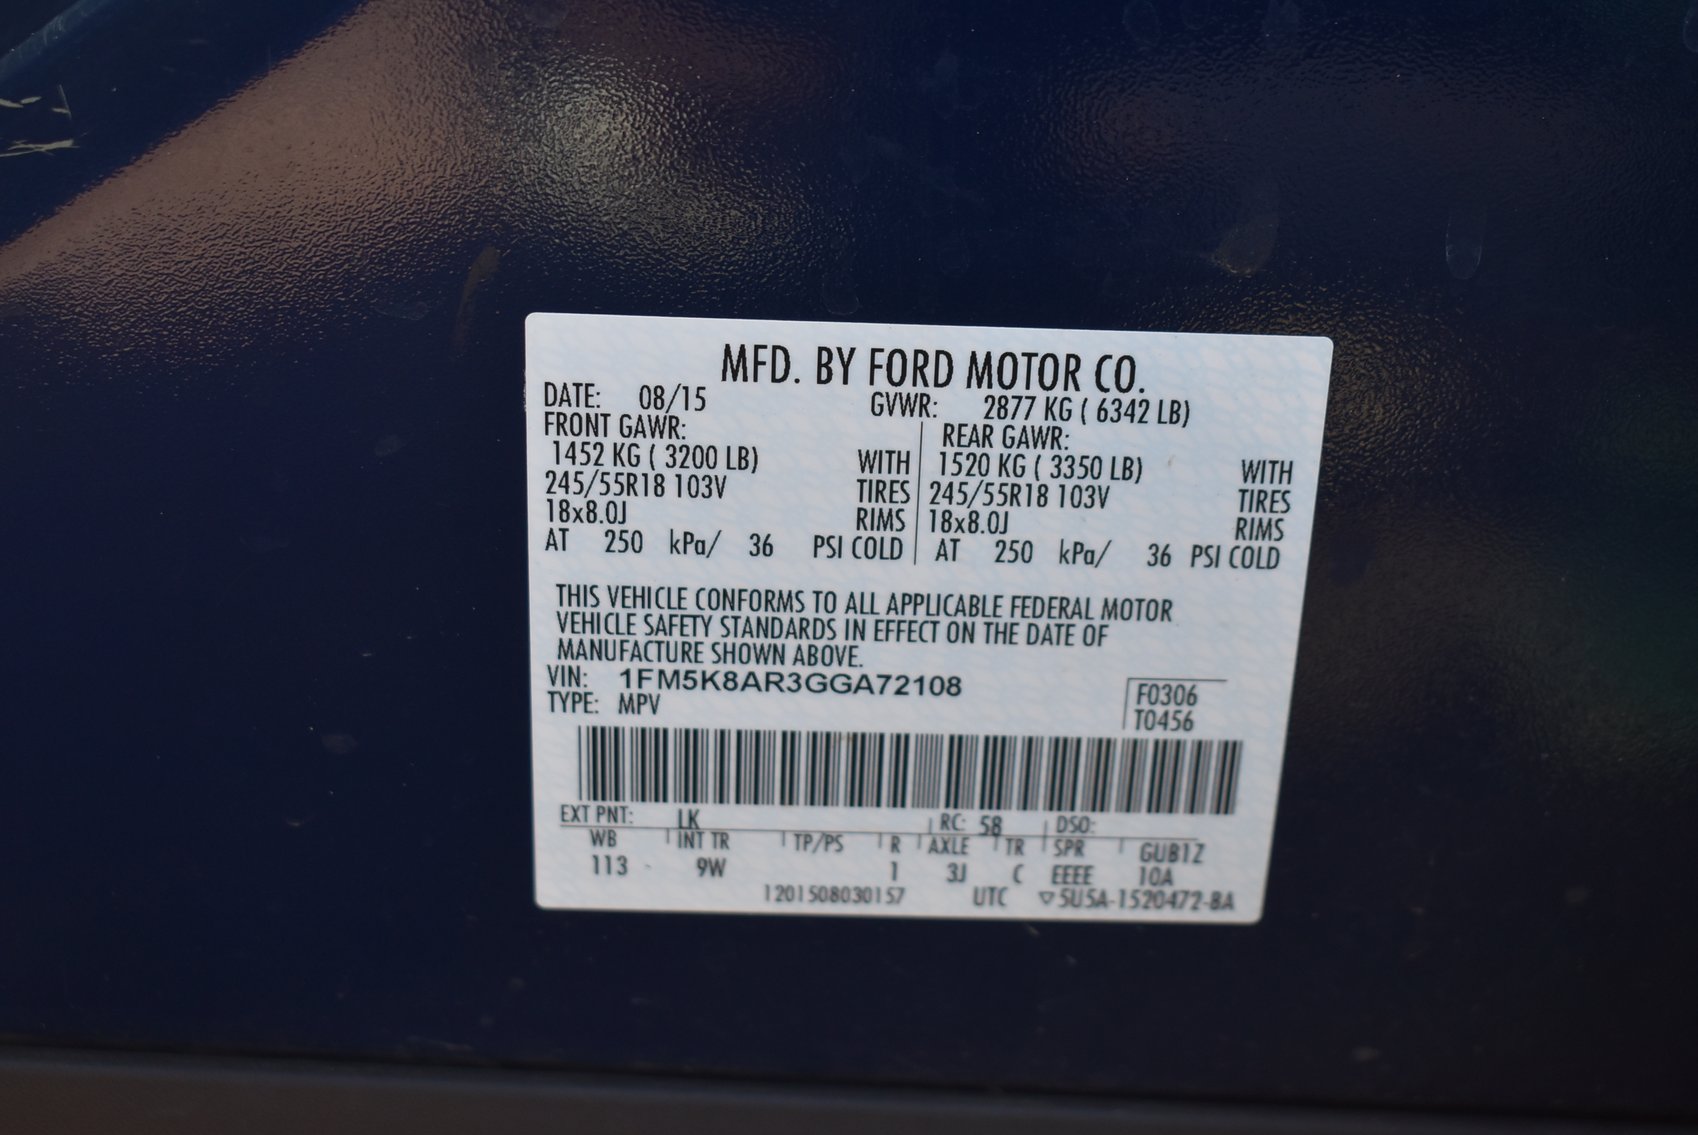 MFD. BY FORD MOTOR CO.
DATE: 08/15 GVWR: 2877 KG ( 6342 LB)
FRONT GAWR: REAR GAWR:
1452 KG ( 3200 LB) WITH 1520 KG ( 3350 LB) WITH
245/55R18 103V TIRES 245/55R18 103V TIRES
18x8.0J RIMS 18x8.0J RIMS
AT 250 kPa/ 36 PSI COLD AT 250 kPa/ 36 PSI COLD
THIS VEHICLE CONFORMS TO ALL APPLICABLE FEDERAL MOTOR
VEHICLE SAFETY STANDARDS IN EFFECT ON THE DATE OF
MANUFACTURE SHOWN ABOVE.
VIN: 1FM5K8AR3GGA72108 F0306
TYPE: MPV T0456
EXT PNT: LK RC: 58 DSO:
WB INT TR TP/PS R AXLE TR SPR GUB1Z
113 9W 1 3J C EEEE 10A
1201508030157 UTC ▽5U5A-1520472-BA